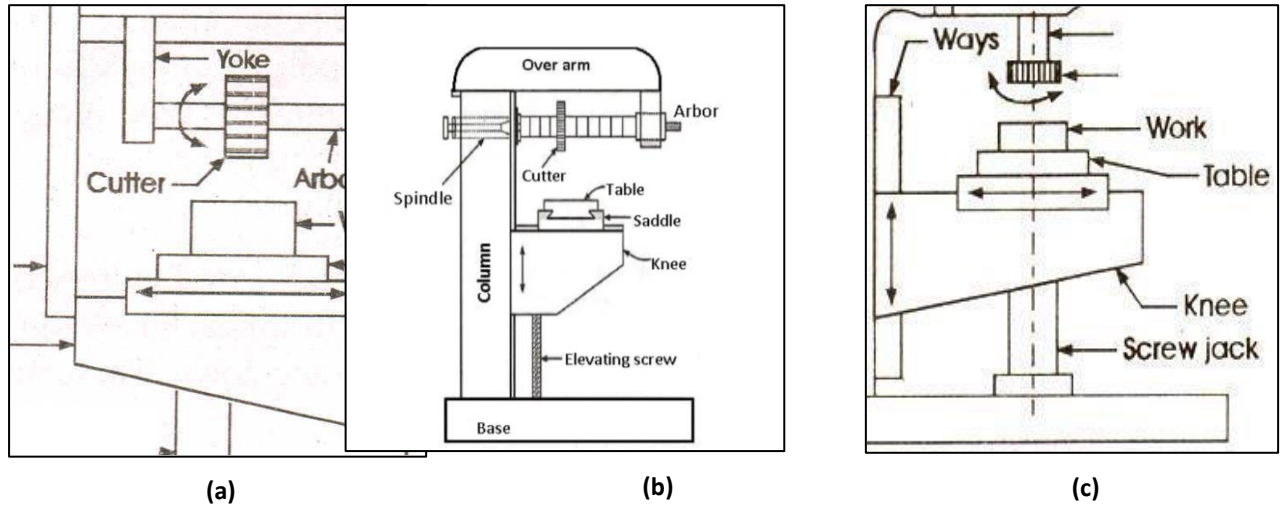 Yoke
Cutter
Over arm
Arbor
Spindle
Cutter
Table
Saddle
Knee
Column
Elevating screw
Base
Ways
Work
Table
Knee
Screw jack
(a)
(b)
(c)